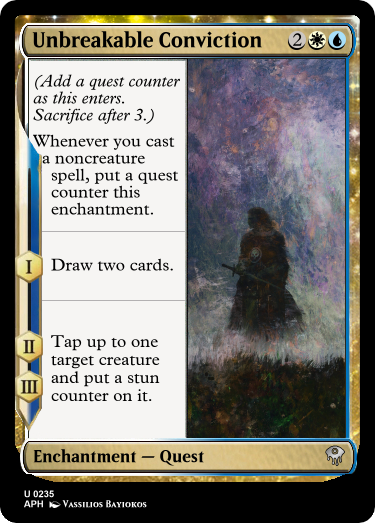 Unbreakable Conviction 2
(Add a quest counter
as this enters.
Sacrifice after 3.)
Whenever you cast
a noncreature
spell, put a quest
counter this
enchantment.
I Draw two cards.
II Tap up to one
target creature
III and put a stun
counter on it.
Enchantment — Quest
U 0235
APH Vassilios Bayiokos